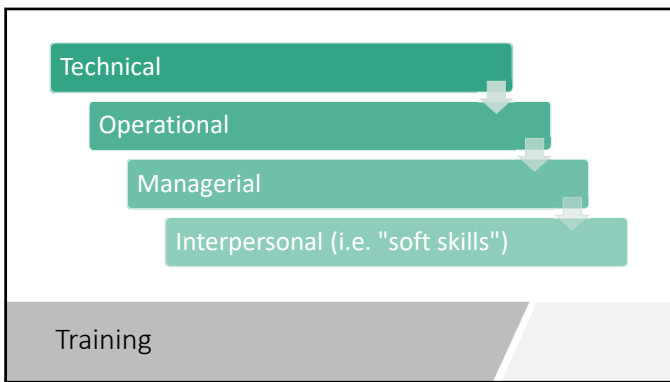 Technical
Operational
Managerial
Interpersonal (i.e. "soft skills")
Training